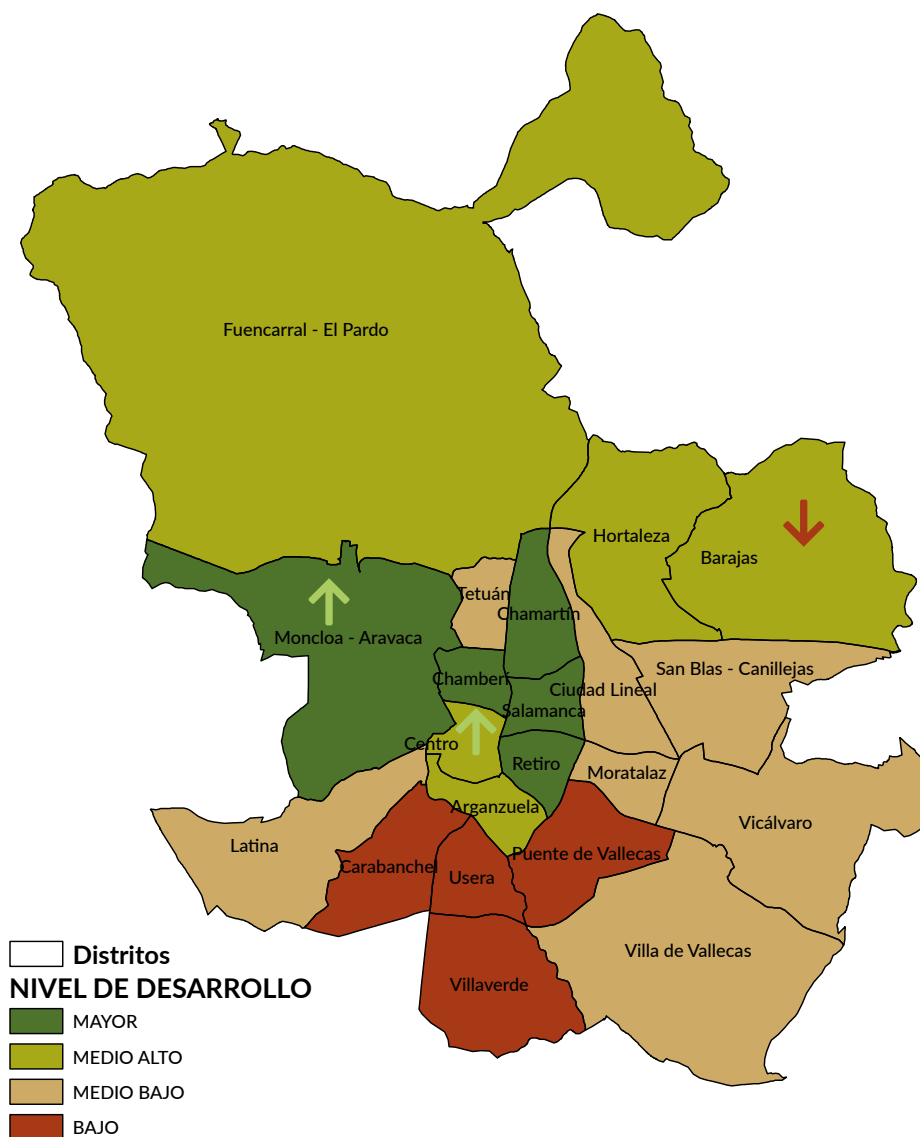 Fuencarral - El Pardo
Hortaleza
Barajas
Tetuán
Chamartín
Moncloa - Aravaca
San Blas - Canillejas
Chamberí
Ciudad Lineal
Salamanca
Centro
Retiro
Moratalaz
Arganzuela
Vicálvaro
Latina
Carabanchel
Puente de Vallecas
Usera
Villa de Vallecas
Villaverde
Distritos
NIVEL DE DESARROLLO
MAYOR
MEDIO ALTO
MEDIO BAJO
BAJO